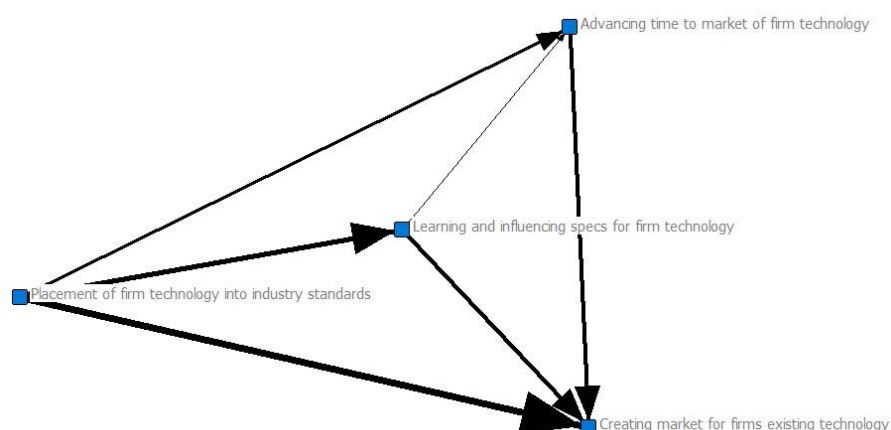 Advancing time to market of firm technology
Learning and influencing specs for firm technology
Placement of firm technology into industry standards
Creating market for firms existing technology